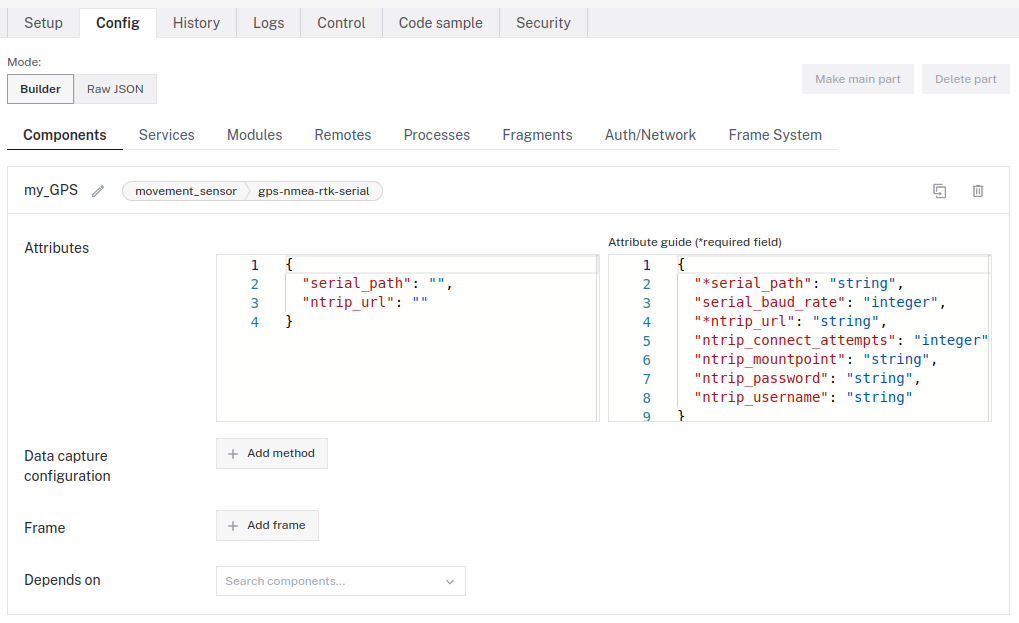 Setup Config History Logs Control Code sample Security
Mode:
Builder Raw JSON
Make main part Delete part
Components Services Modules Remotes Processes Fragments Auth/Network Frame System
my_GPS movement_sensor gps-nmea-rtk-serial
Attributes
1 {
2 "serial_path": "",
3 "ntrip_url": ""
4 }
Attribute guide (*required field)
1 {
2 "*serial_path": "string",
3 "serial_baud_rate": "integer",
4 "*ntrip_url": "string",
5 "ntrip_connect_attempts": "integer"
6 "ntrip_mountpoint": "string",
7 "ntrip_password": "string",
8 "ntrip_username": "string"
9 }
Data capture
configuration
+ Add method
Frame
+ Add frame
Depends on
Search components...